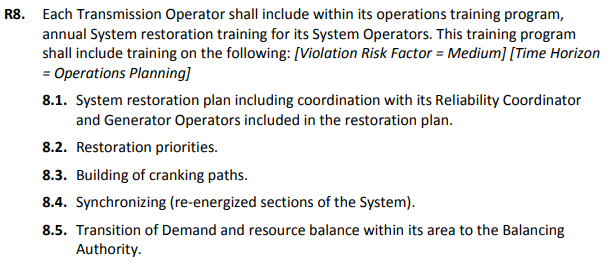 R8. Each Transmission Operator shall include within its operations training program,
annual System restoration training for its System Operators. This training program
shall include training on the following: [Violation Risk Factor = Medium] [Time Horizon
= Operations Planning]
8.1. System restoration plan including coordination with its Reliability Coordinator
and Generator Operators included in the restoration plan.
8.2. Restoration priorities.
8.3. Building of cranking paths.
8.4. Synchronizing (re-energized sections of the System).
8.5. Transition of Demand and resource balance within its area to the Balancing
Authority.